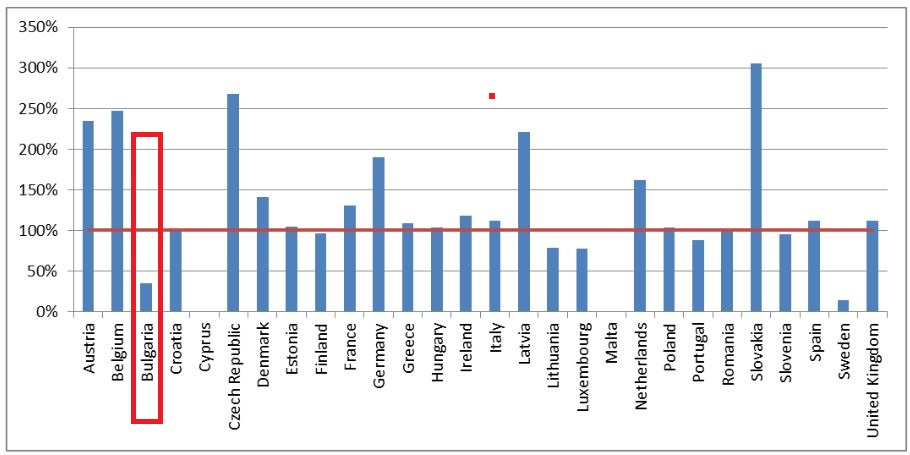 350%
300%
250%
200%
150%
100%
50%
0%
Austria
Belgium
Bulgaria
Croatia
Cyprus
Czech Republic
Denmark
Estonia
Finland
France
Germany
Greece
Hungary
Ireland
Italy
Latvia
Lithuania
Luxembourg
Malta
Netherlands
Poland
Portugal
Romania
Slovakia
Slovenia
Spain
Sweden
United Kingdom